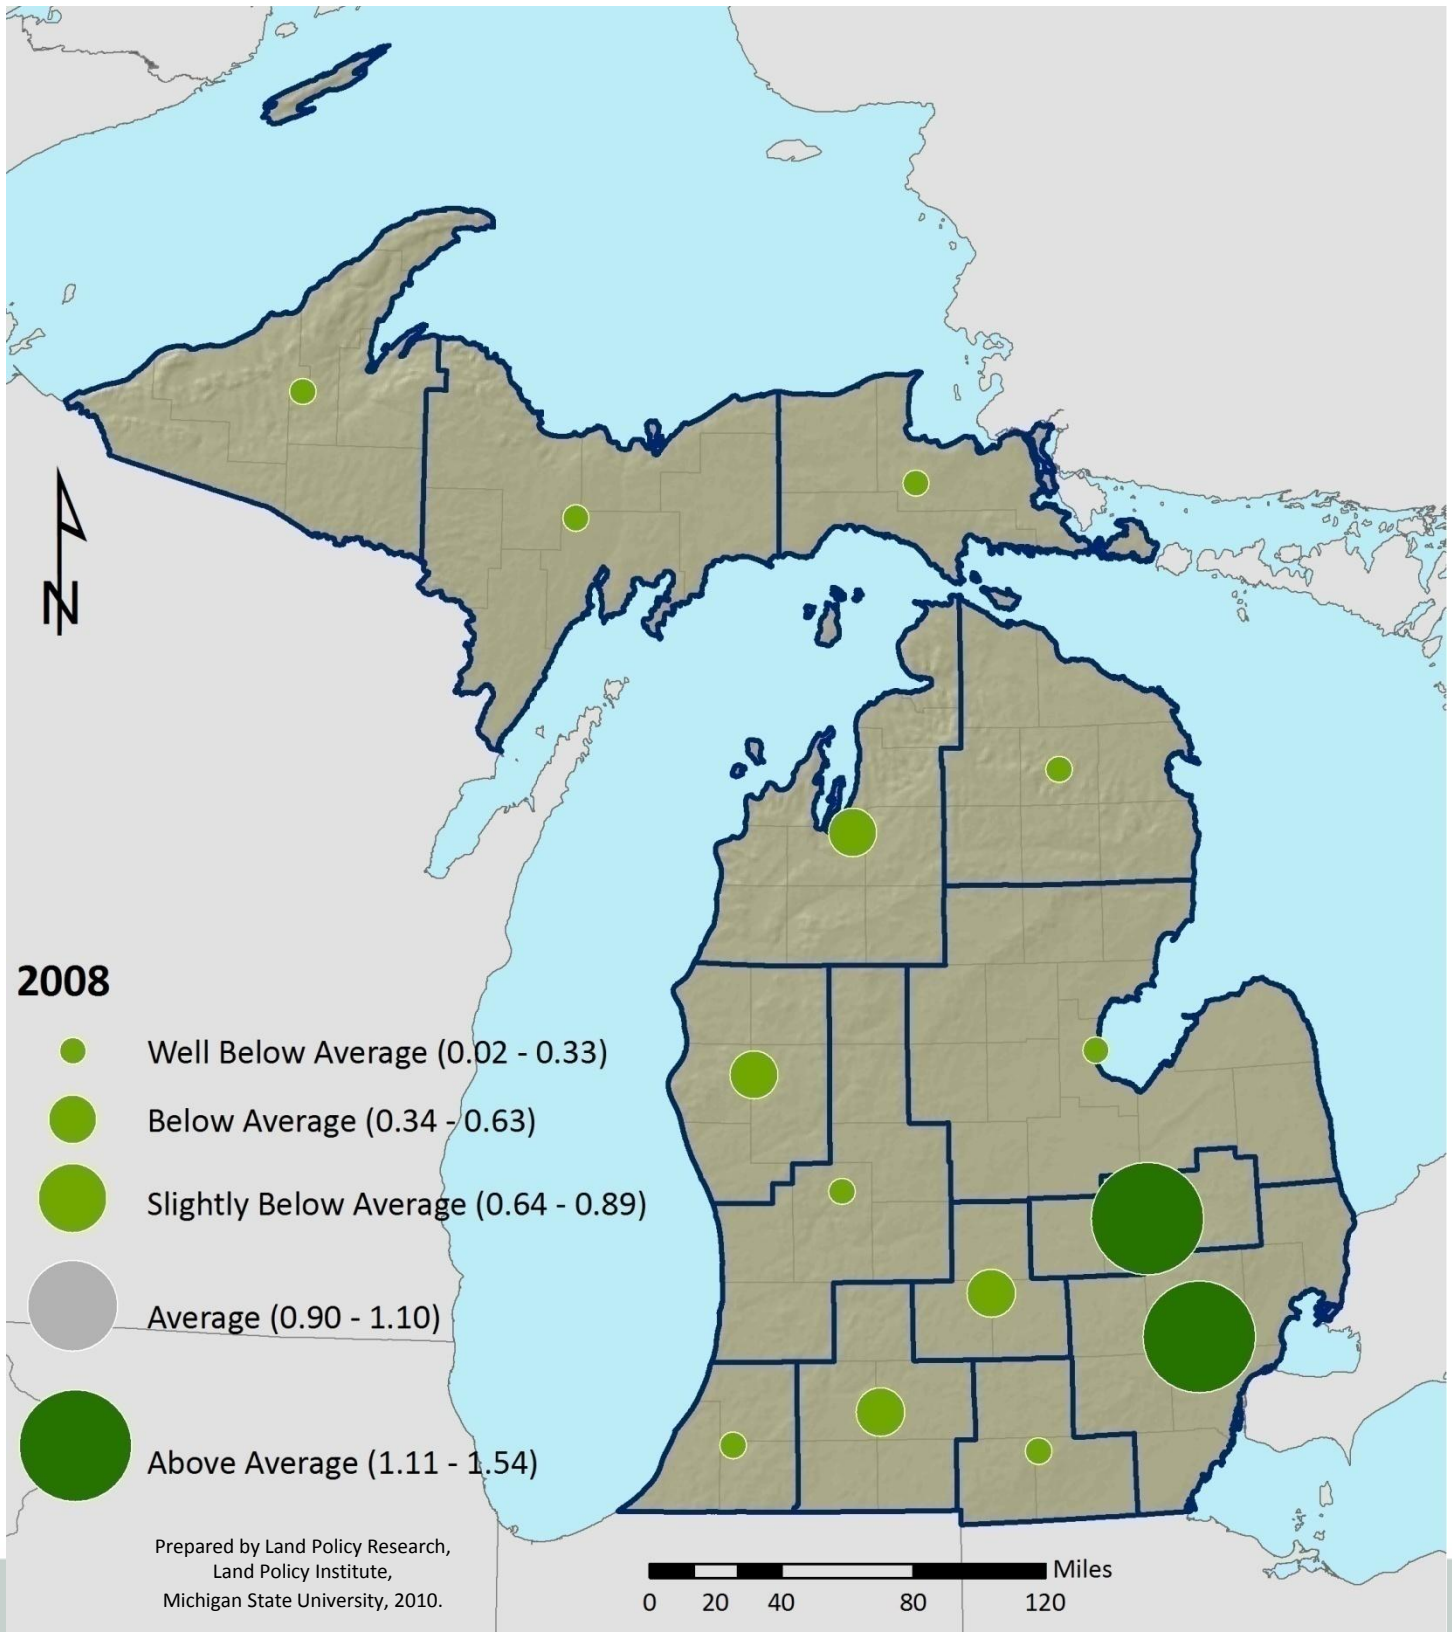 N
2008
Well Below Average (0.02 - 0.33)
Below Average (0.34 - 0.63)
Slightly Below Average (0.64 - 0.89)
Average (0.90 - 1.10)
Above Average (1.11 - 1.54)
Prepared by Land Policy Research,
Land Policy Institute,
Michigan State University, 2010.
Miles
0 20 40 80 120